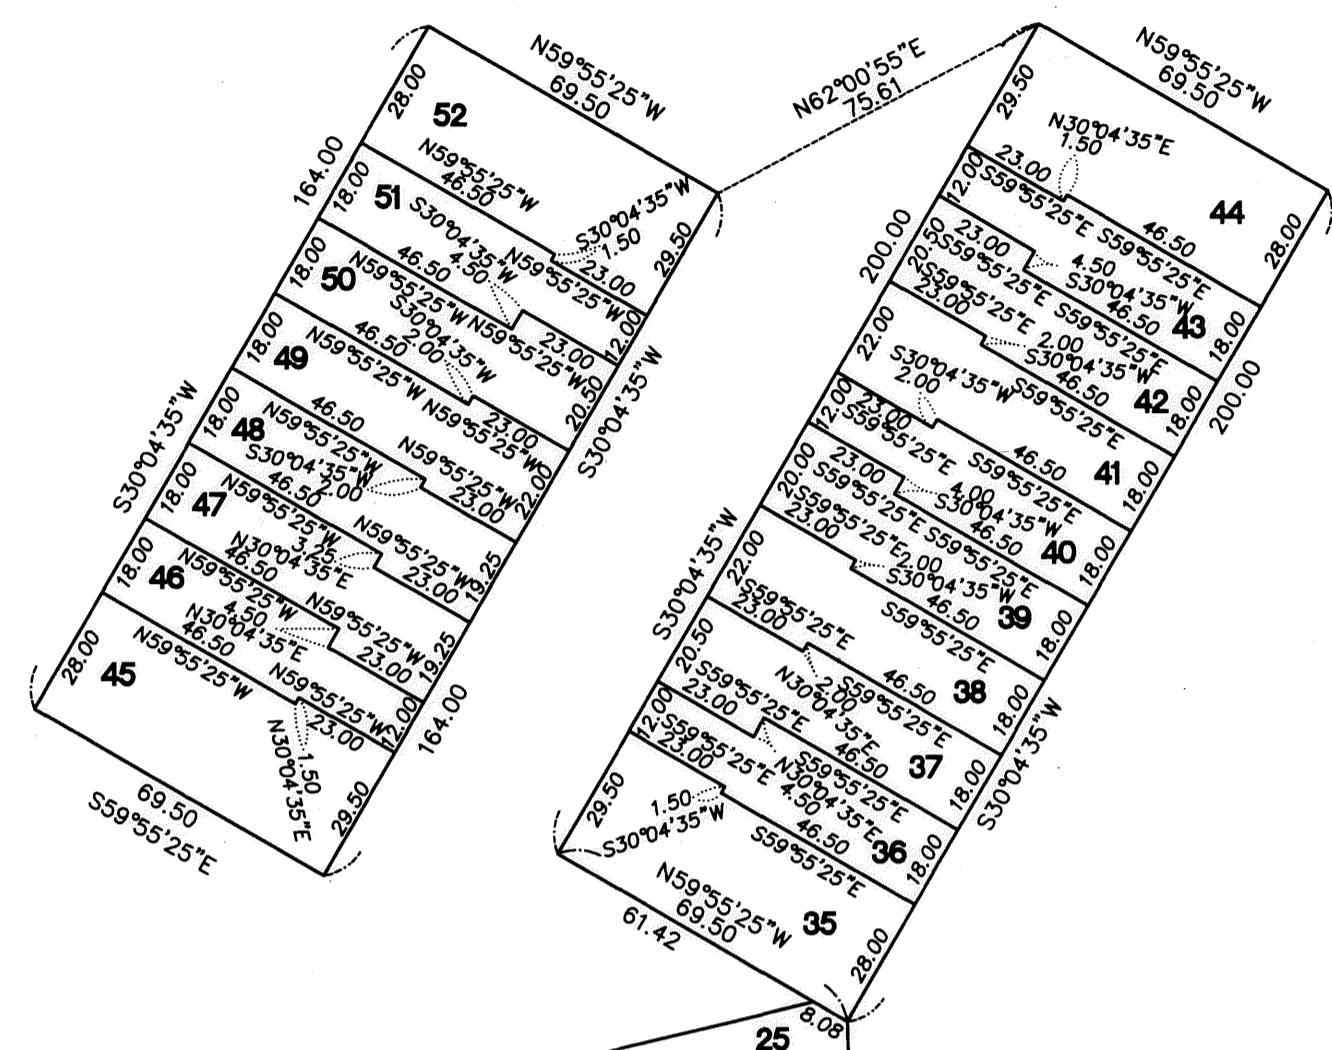 N59°55'25"W
69.50
28.00
52
N59°55'25"W
46.50
S30°04'35"W
1.50
164.00
18.00
51
S30°04'35"W
4.50
N59°55'25"W
23.00
29.50
46.50
N59°55'25"W
18.00
50
S30°04'35"W
2.00
N59°55'25"W
23.00
12.00
46.50
N59°55'25"W
18.00
49
N59°55'25"W
23.00
20.50
S30°04'35"W
46.50
N59°55'25"W
18.00
48
S30°04'35"W
2.00
N59°55'25"W
23.00
22.00
S30°04'35"W
46.50
N59°55'25"W
18.00
47
3.25
N30°04'35"E
N59°55'25"W
23.00
19.25
46.50
N59°55'25"W
18.00
46
4.50
N30°04'35"E
N59°55'25"W
23.00
19.25
N59°55'25"W
46.50
28.00
45
N59°55'25"W
23.00
12.00
164.00
N30°04'35"E
1.50
29.50
69.50
S59°55'25"E
N62°00'55"E
75.61
N59°55'25"W
69.50
29.50
N30°04'35"E
1.50
44
28.00
23.00
S59°55'25"E
46.50
S59°55'25"E
12.00
200.00
23.00
S59°55'25"E
4.50
S30°04'35"W
46.50
S59°55'25"E
43
18.00
20.50
S59°55'25"E
23.00
2.00
S30°04'35"W
46.50
S59°55'25"E
42
18.00
200.00
22.00
S30°04'35"W
2.00
23.00
S59°55'25"E
46.50
S59°55'25"E
41
18.00
12.00
23.00
S59°55'25"E
4.00
S30°04'35"W
46.50
S59°55'25"E
40
18.00
20.00
S59°55'25"E
23.00
2.00
S30°04'35"W
46.50
S59°55'25"E
39
18.00
S30°04'35"W
22.00
S59°55'25"E
23.00
2.00
N30°04'35"E
S59°55'25"E
46.50
38
18.00
20.50
S59°55'25"E
23.00
N30°04'35"E
4.50
46.50
S59°55'25"E
37
18.00
S30°04'35"W
12.00
S59°55'25"E
23.00
1.50
S30°04'35"W
46.50
S59°55'25"E
36
18.00
29.50
N59°55'25"W
69.50
35
28.00
61.42
8.08
25